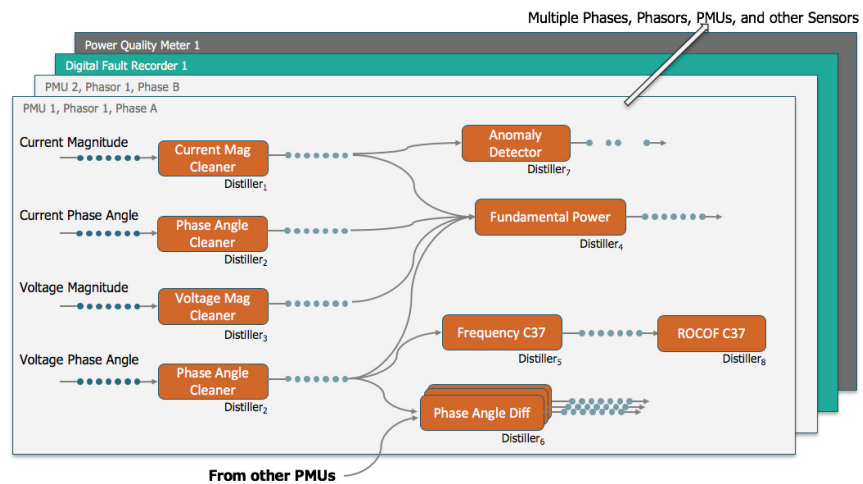 Multiple Phases, Phasors, PMUs, and other Sensors
Power Quality Meter 1
Digital Fault Recorder 1
PMU 2, Phasor 1, Phase B
PMU 1, Phasor 1, Phase A
Current Magnitude
Current Mag
Cleaner
Distiller1
Anomaly
Detector
Distiller7
Current Phase Angle
Phase Angle
Cleaner
Distiller2
Fundamental Power
Distiller4
Voltage Magnitude
Voltage Mag
Cleaner
Distiller3
Frequency C37
Distiller5
ROCOF C37
Distiller8
Voltage Phase Angle
Phase Angle
Cleaner
Distiller2
Phase Angle Diff
Distiller6
From other PMUs